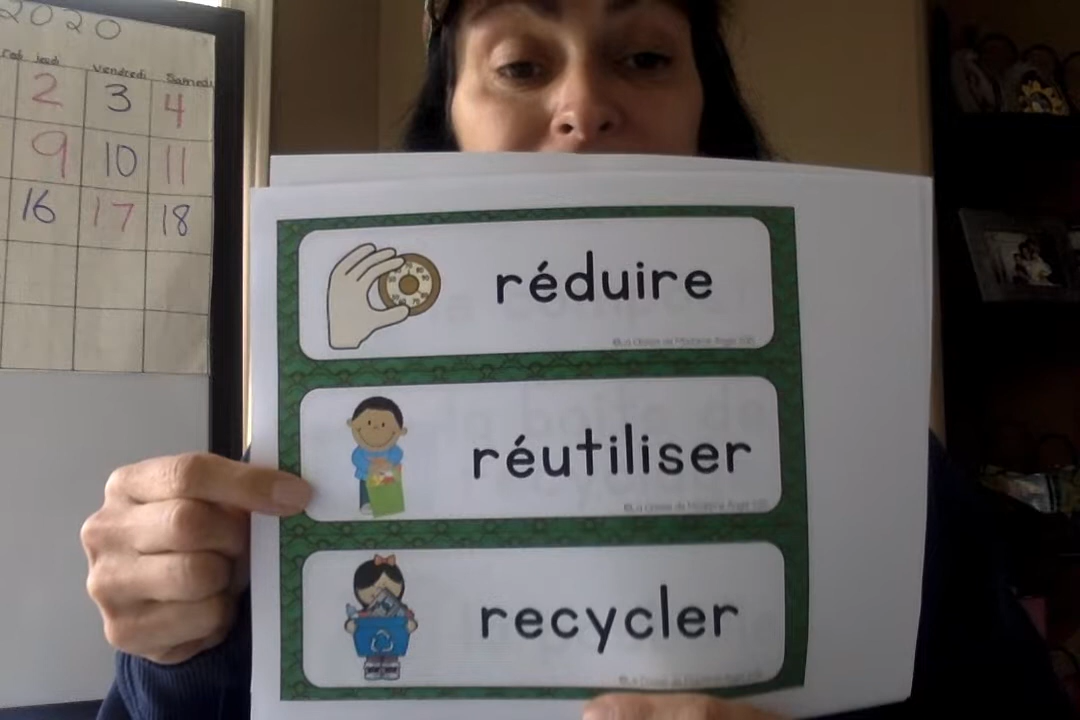 2020
jeudi vendredi samedi
2 3 4
9 10 11
16 17 18
réduire
réutiliser
recycler